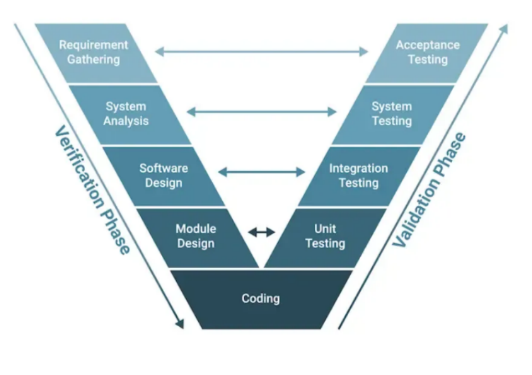 Requirement
Gathering
Acceptance
Testing
System
Analysis
System
Testing
Verification Phase
Validation Phase
Software
Design
Integration
Testing
Module
Design
Unit
Testing
Coding